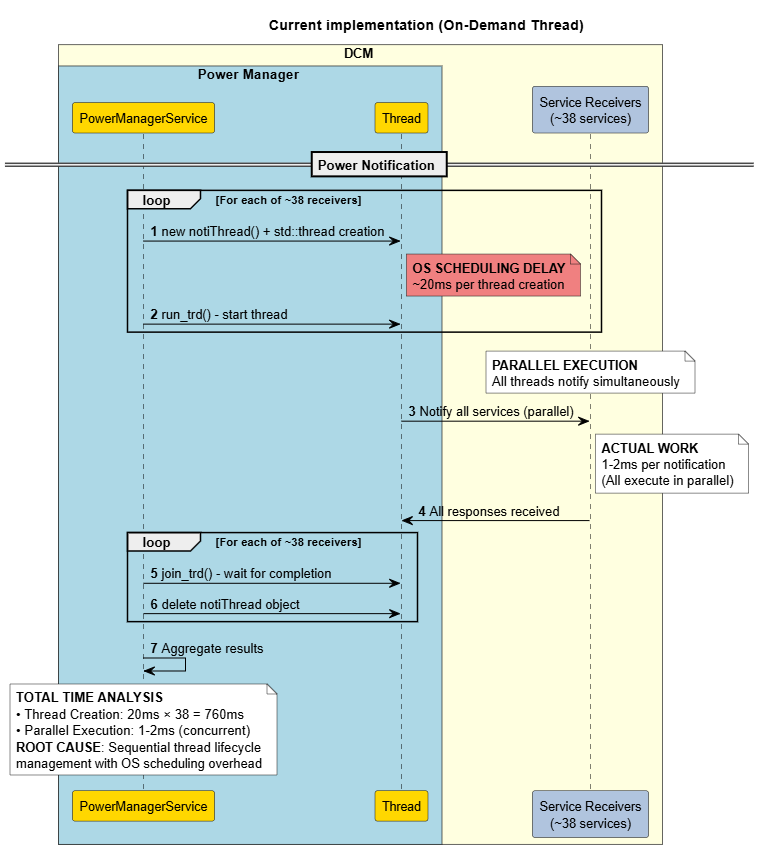 Current implementation (On-Demand Thread)
DCM
Power Manager
PowerManagerService
Thread
Service Receivers
(~38 services)
Power Notification
loop [For each of ~38 receivers]
1 new notiThread() + std::thread creation
OS SCHEDULING DELAY
~20ms per thread creation
2 run_trd() - start thread
PARALLEL EXECUTION
All threads notify simultaneously
3 Notify all services (parallel)
ACTUAL WORK
1-2ms per notification
(All execute in parallel)
4 All responses received
loop [For each of ~38 receivers]
5 join_trd() - wait for completion
6 delete notiThread object
7 Aggregate results
TOTAL TIME ANALYSIS
• Thread Creation: 20ms × 38 = 760ms
• Parallel Execution: 1-2ms (concurrent)
ROOT CAUSE: Sequential thread lifecycle
management with OS scheduling overhead
PowerManagerService
Thread
Service Receivers
(~38 services)